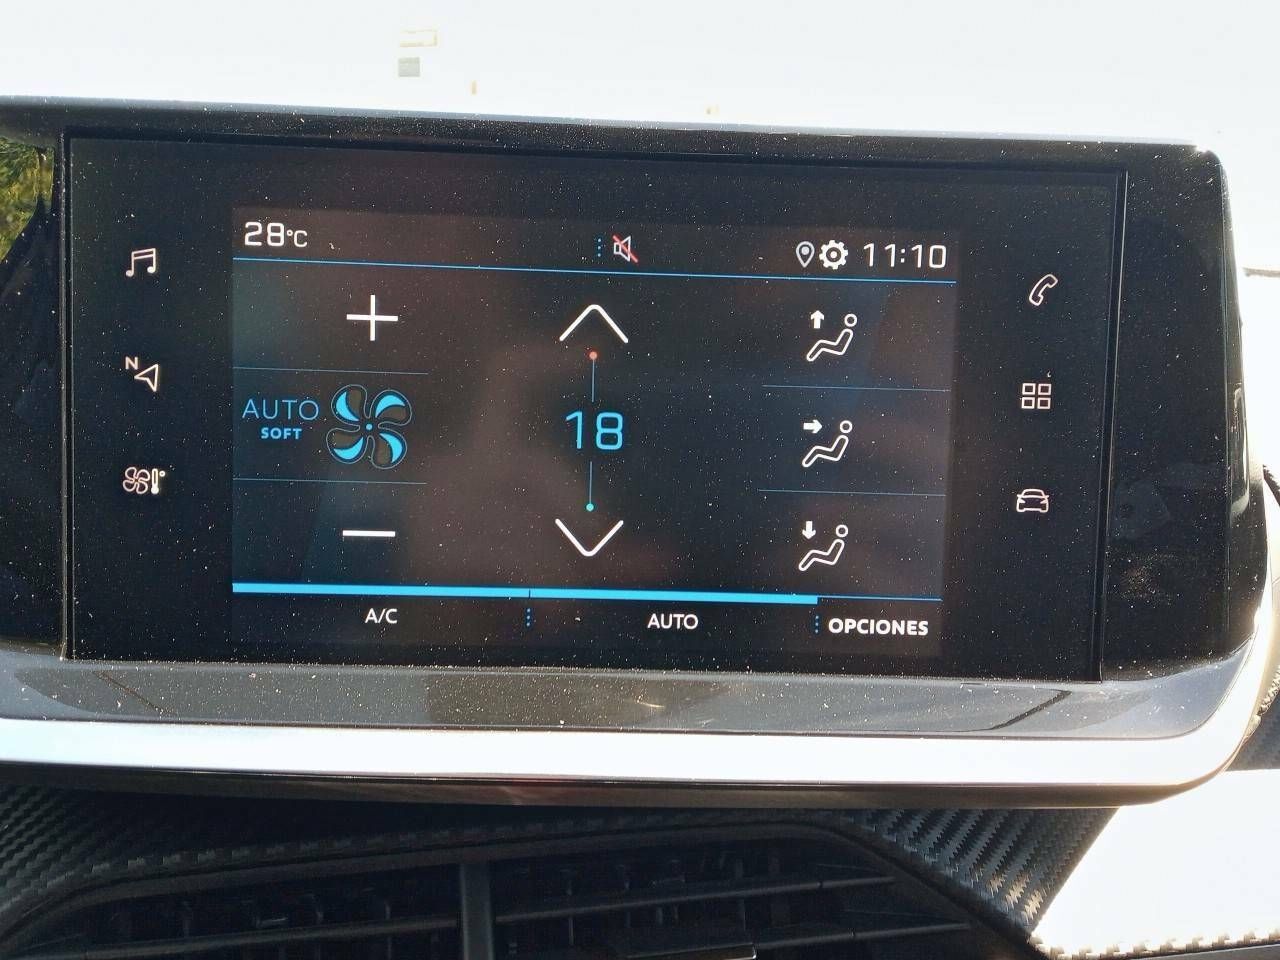 28°C
11:10
N
AUTO
SOFT
18
A/C
AUTO
OPCIONES